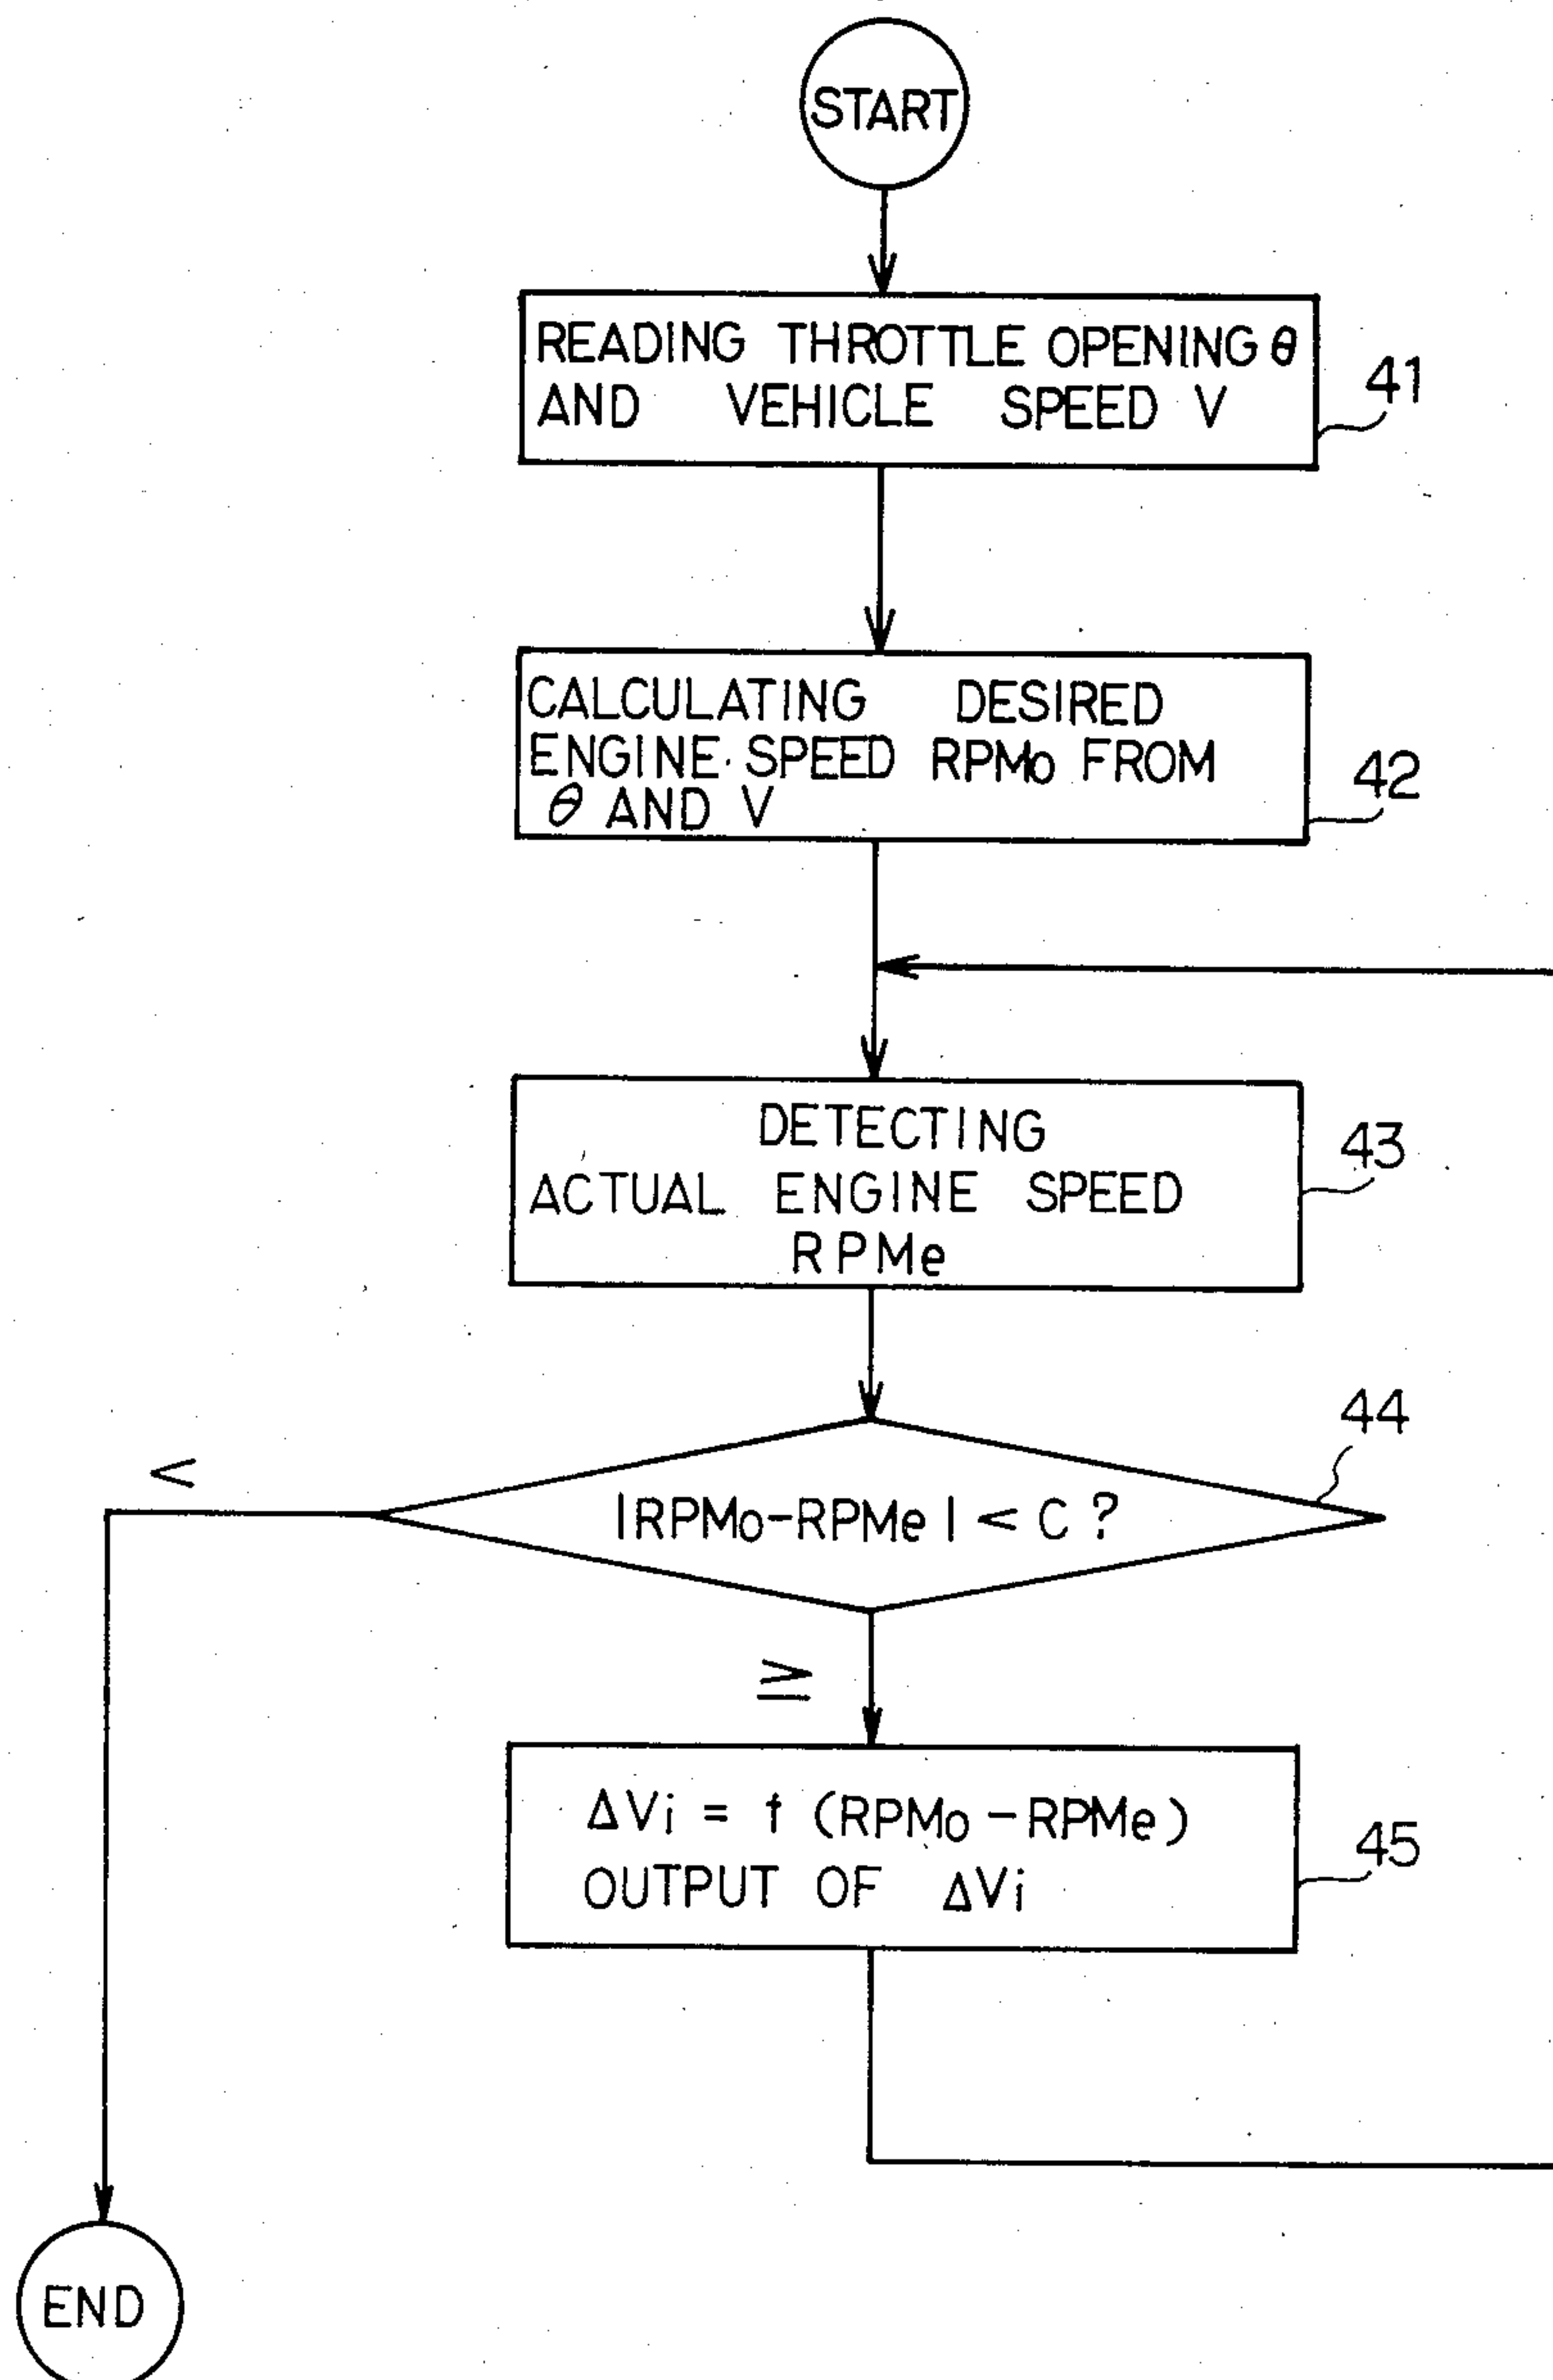 START
READING THROTTLE OPENING θ
AND VEHICLE SPEED V
41
CALCULATING DESIRED
ENGINE SPEED RPMo FROM
θ AND V
42
DETECTING
ACTUAL ENGINE SPEED
RPMe
43
44
<
|RPMo-RPMe| < C ?
≥
ΔVi = f (RPMo-RPMe)
OUTPUT OF ΔVi
45
END